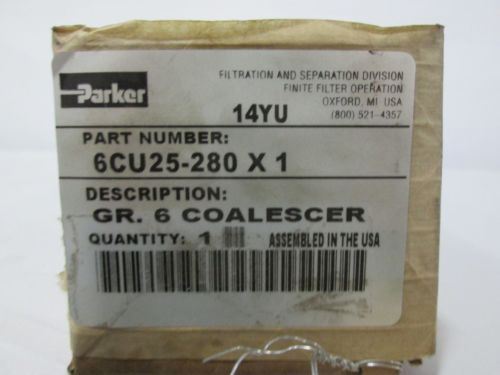 Parker
FILTRATION AND SEPARATION DIVISION
FINITE FILTER OPERATION
OXFORD, MI USA
(800) 521-4357
14YU
PART NUMBER:
6CU25-280 X 1
DESCRIPTION:
GR. 6 COALESCER
QUANTITY: 1 ASSEMBLED IN THE USA